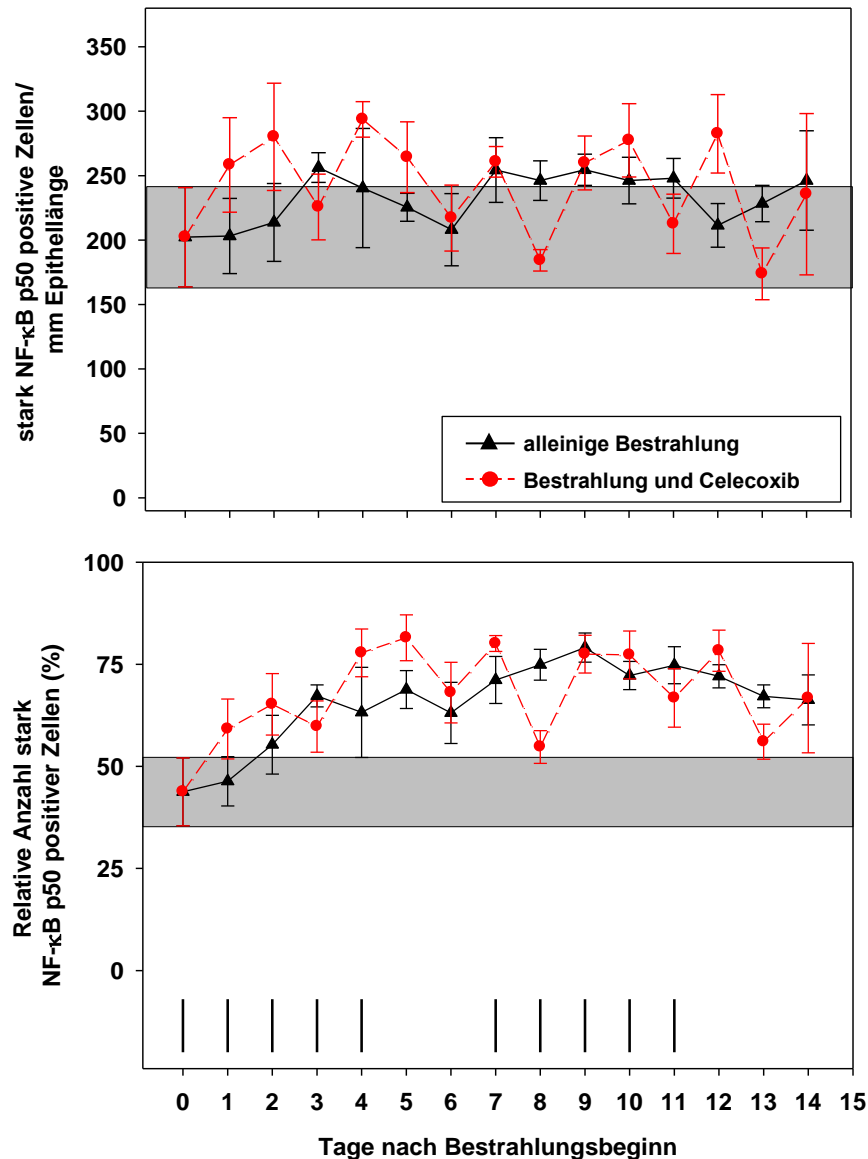 stark NF-κB p50 positive Zellen/
mm Epithellänge
350
300
250
200
150
100
50
0
alleinige Bestrahlung
Bestrahlung und Celecoxib
Relative Anzahl stark
NF-κB p50 positiver Zellen (%)
100
75
50
25
0
0 1 2 3 4 5 6 7 8 9 10 11 12 13 14 15
Tage nach Bestrahlungsbeginn